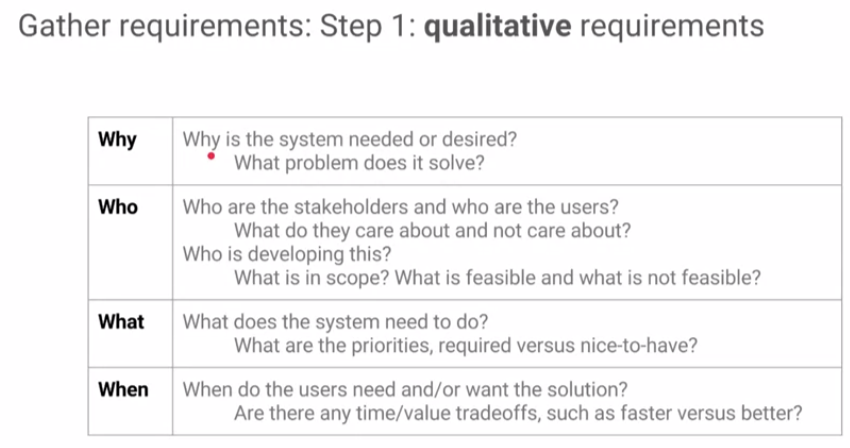 Gather requirements: Step 1: qualitative requirements
Why
Why is the system needed or desired?
What problem does it solve?
Who
Who are the stakeholders and who are the users?
What do they care about and not care about?
Who is developing this?
What is in scope? What is feasible and what is not feasible?
What
What does the system need to do?
What are the priorities, required versus nice-to-have?
When
When do the users need and/or want the solution?
Are there any time/value tradeoffs, such as faster versus better?